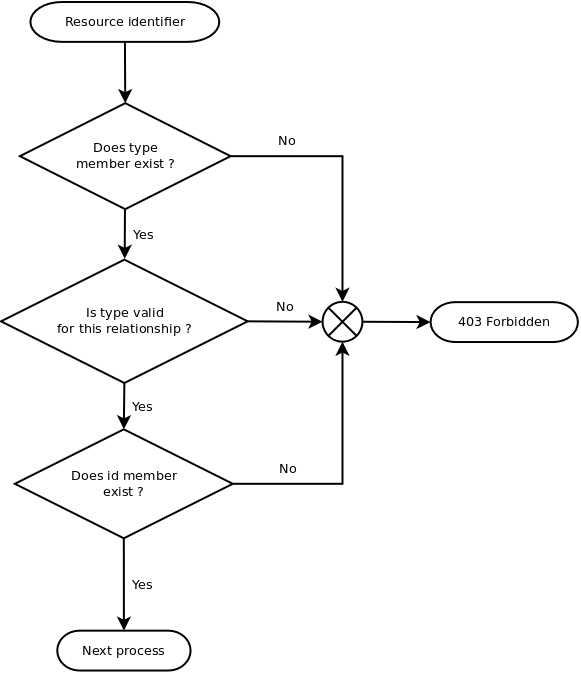 Resource identifier
Does type
member exist ?
No
Yes
Is type valid
for this relationship ?
No
403 Forbidden
Yes
Does id member
exist ?
No
Yes
Next process